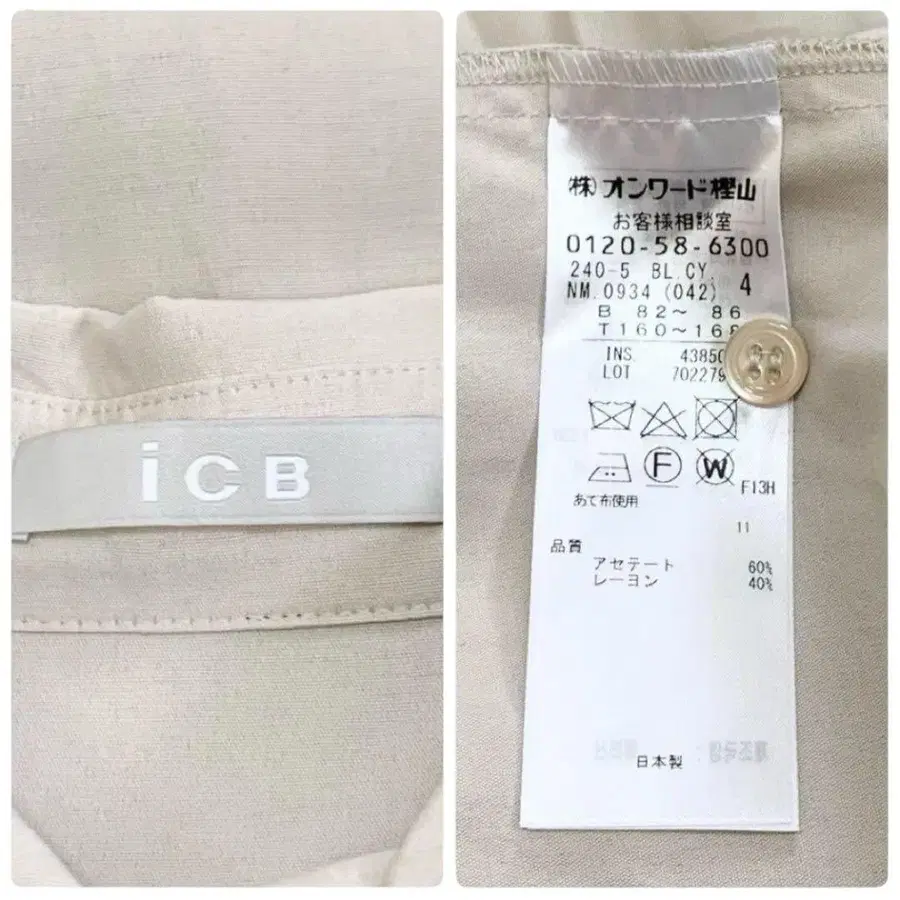 iCB
㈱オンワード樫山
お客様相談室
0120-58-6300
240-5 BL.CY.
NM.0934 (042) 4
B 82～ 86
T160～168
INS. 43850
LOT 702279
F
W
F13H
あて布使用
11
品質
アセテート 60%
レーヨン 40%
日本製